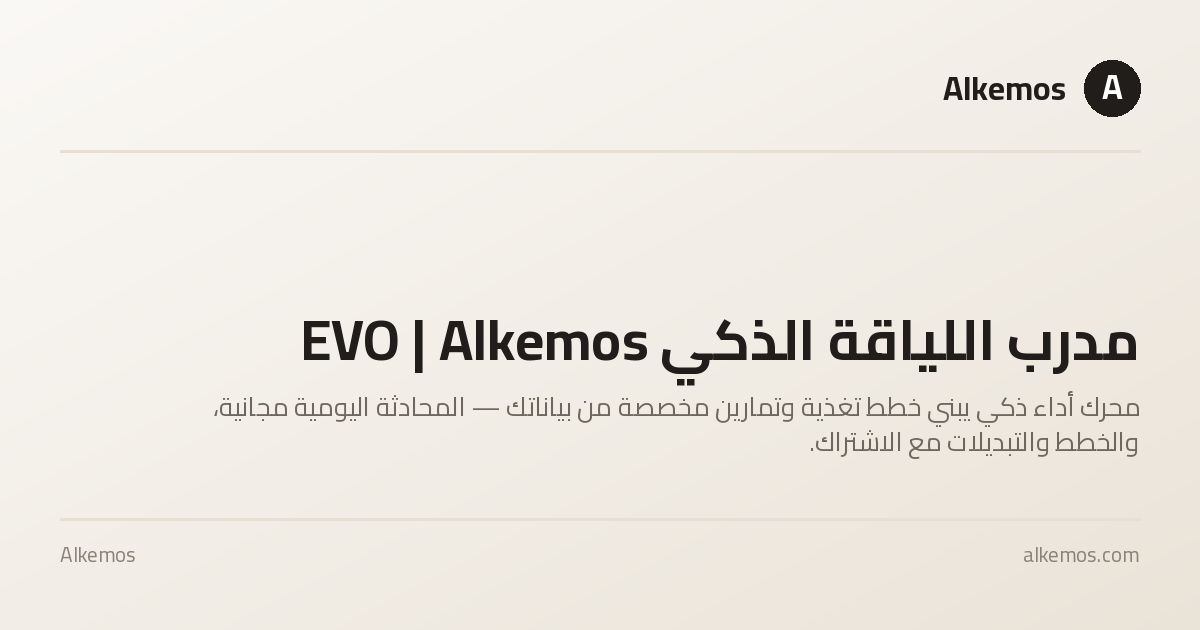 Alkemos
A
مدرب اللياقة الذكي EVO | Alkemos
محرك أداء ذكي يبني خطط تغذية وتمارين مخصصة من بياناتك — المحادثة اليومية مجانية،
والخطط والتبديلات مع الاشتراك.
alkemos.com
Alkemos